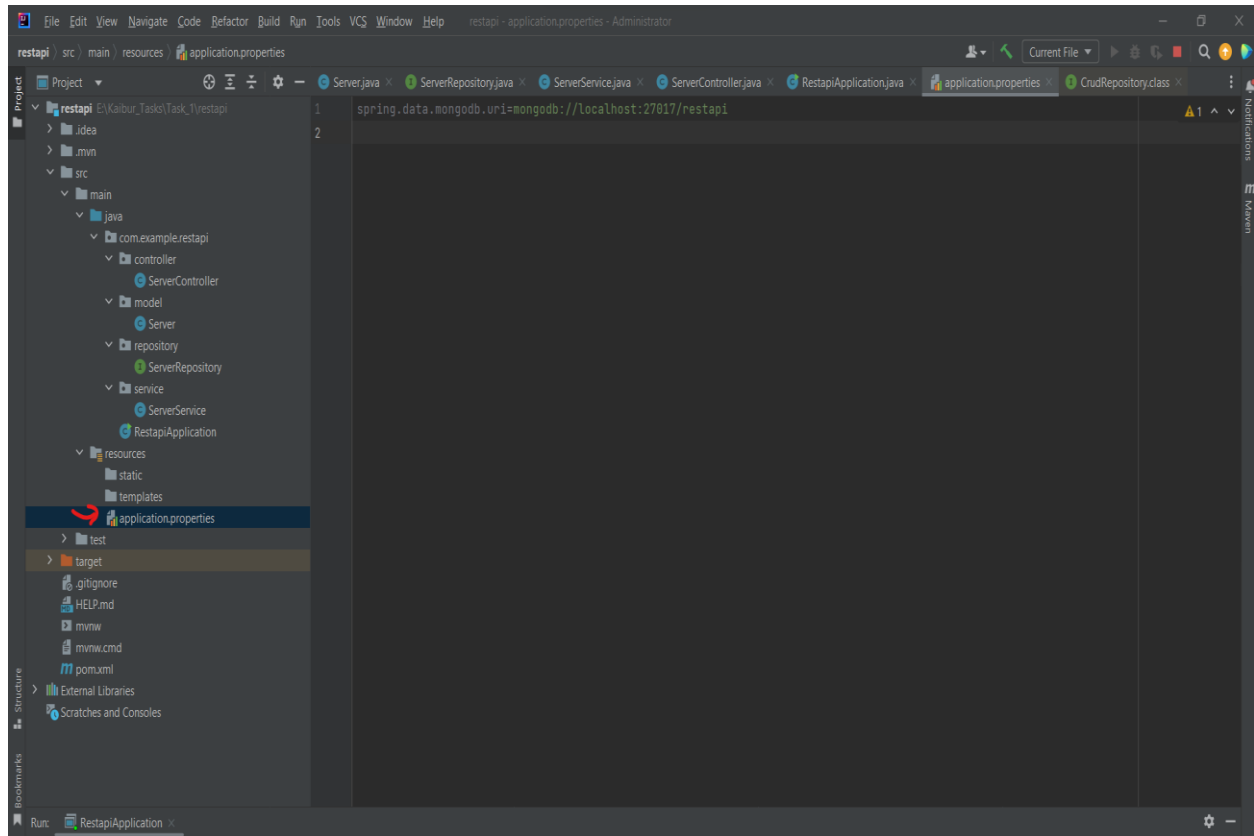 File Edit View Navigate Code Refactor Build Run Tools VCS Window Help restapi - application.properties - Administrator
restapi src main resources application.properties Current File
Project Server.java ServerRepository.java ServerService.java ServerController.java RestapiApplication.java application.properties CrudRepository.class
Project
Notifications
Maven
Structure
Bookmarks
restapi E:\Kaibur_Tasks\Task_1\restapi
.idea
.mvn
src
main
java
com.example.restapi
controller
ServerController
model
Server
repository
ServerRepository
service
ServerService
RestapiApplication
resources
static
templates
application.properties
test
target
.gitignore
HELP.md
mvnw
mvnw.cmd
pom.xml
External Libraries
Scratches and Consoles
1 spring.data.mongodb.uri=mongodb://localhost:27017/restapi
2
1
Run: RestapiApplication